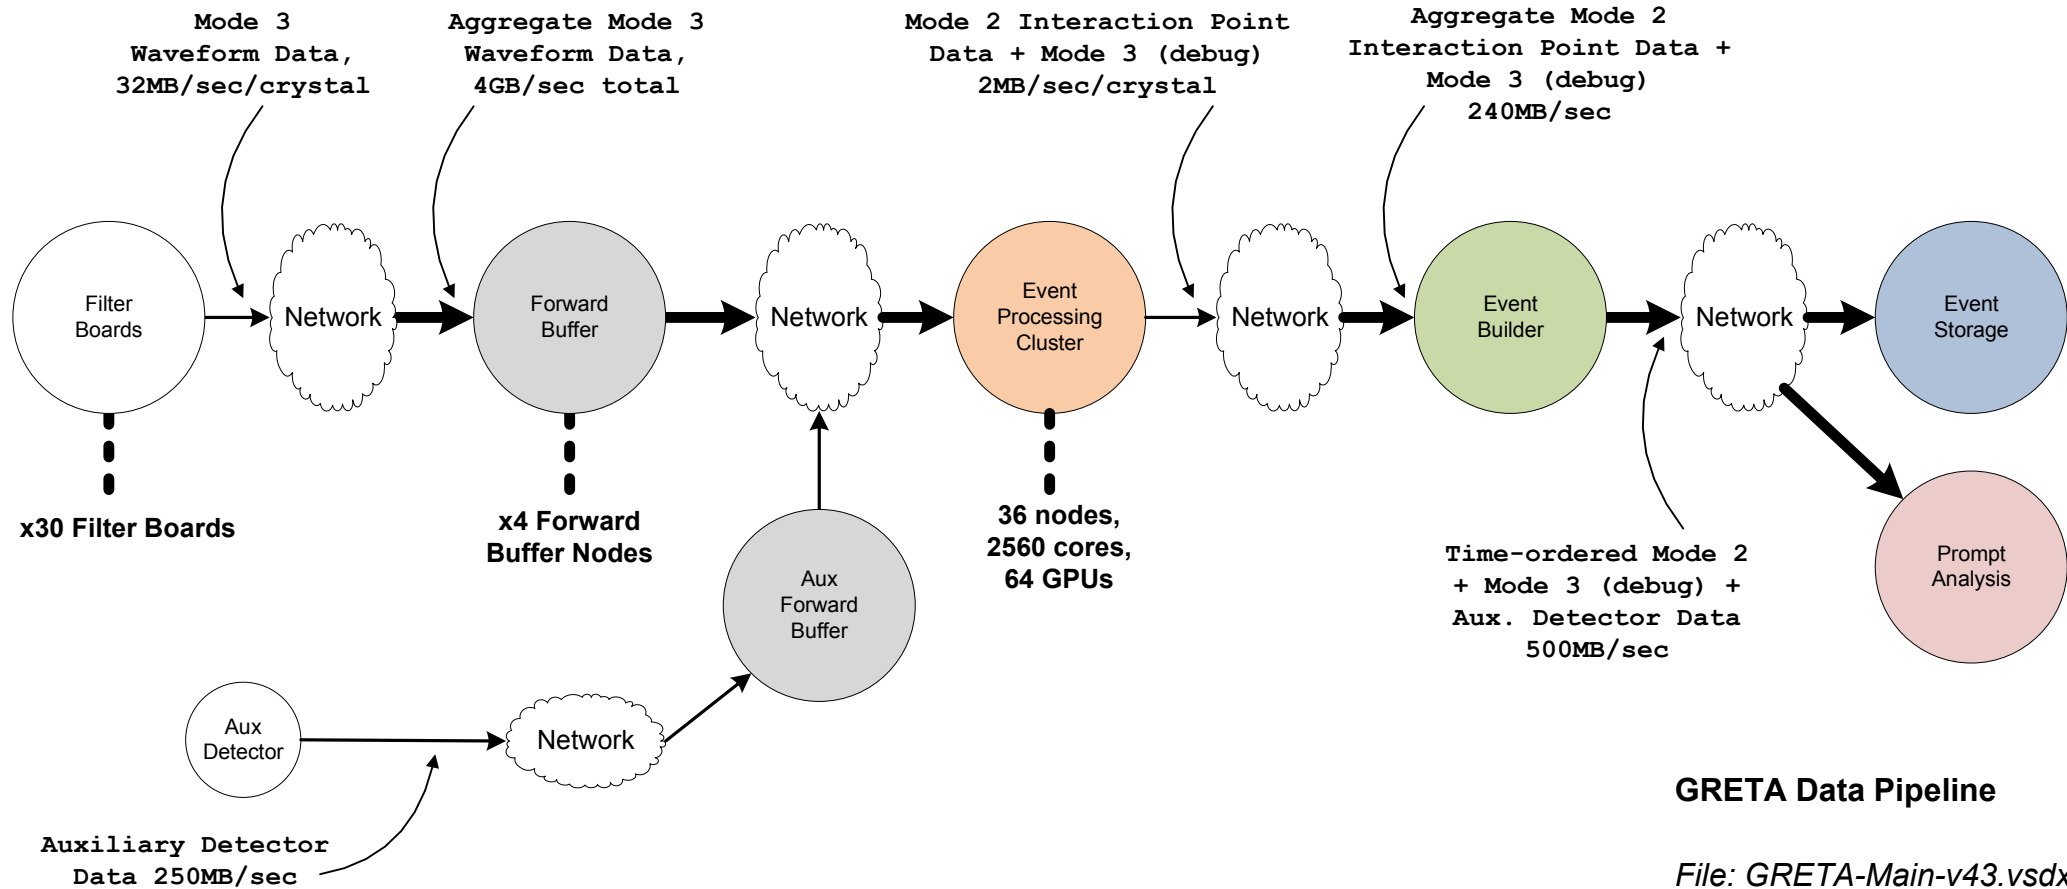 Mode 3
Waveform Data,
32MB/sec/crystal
Aggregate Mode 3
Waveform Data,
4GB/sec total
Mode 2 Interaction Point
Data + Mode 3 (debug)
2MB/sec/crystal
Aggregate Mode 2
Interaction Point Data +
Mode 3 (debug)
240MB/sec
Filter
Boards
Network
Forward
Buffer
Network
Event
Processing
Cluster
Network
Event
Builder
Network
Event
Storage
x30 Filter Boards
x4 Forward
Buffer Nodes
36 nodes,
2560 cores,
64 GPUs
Time-ordered Mode 2
+ Mode 3 (debug) +
Aux. Detector Data
500MB/sec
Prompt
Analysis
Aux
Forward
Buffer
Aux
Detector
Network
Auxiliary Detector
Data 250MB/sec
GRETA Data Pipeline
File: GRETA-Main-v43.vsdx